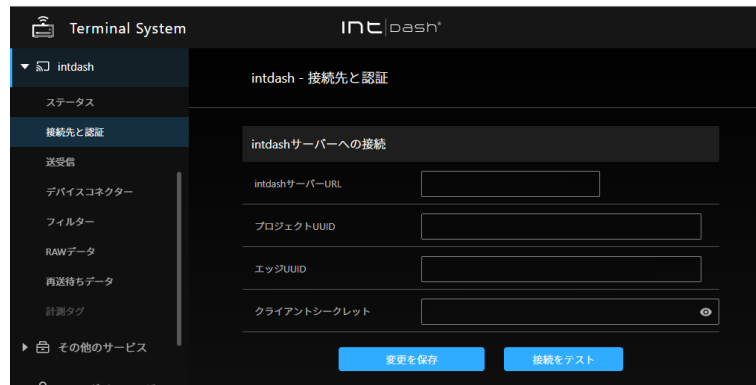 Terminal System
intDash
intdash
intdash - 接続先と認証
ステータス
接続先と認証
intdashサーバーへの接続
送受信
intdashサーバーURL
デバイスコネクター
フィルター
プロジェクトUUID
RAWデータ
エッジUUID
再送待ちデータ
計測タグ
クライアントシークレット
その他のサービス
変更を保存
接続をテスト